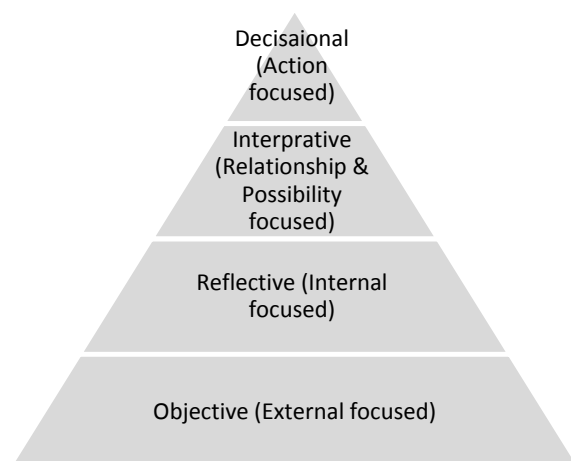 Decisaional
(Action
focused)
Interprative
(Relationship &
Possibility
focused)
Reflective (Internal
focused)
Objective (External focused)